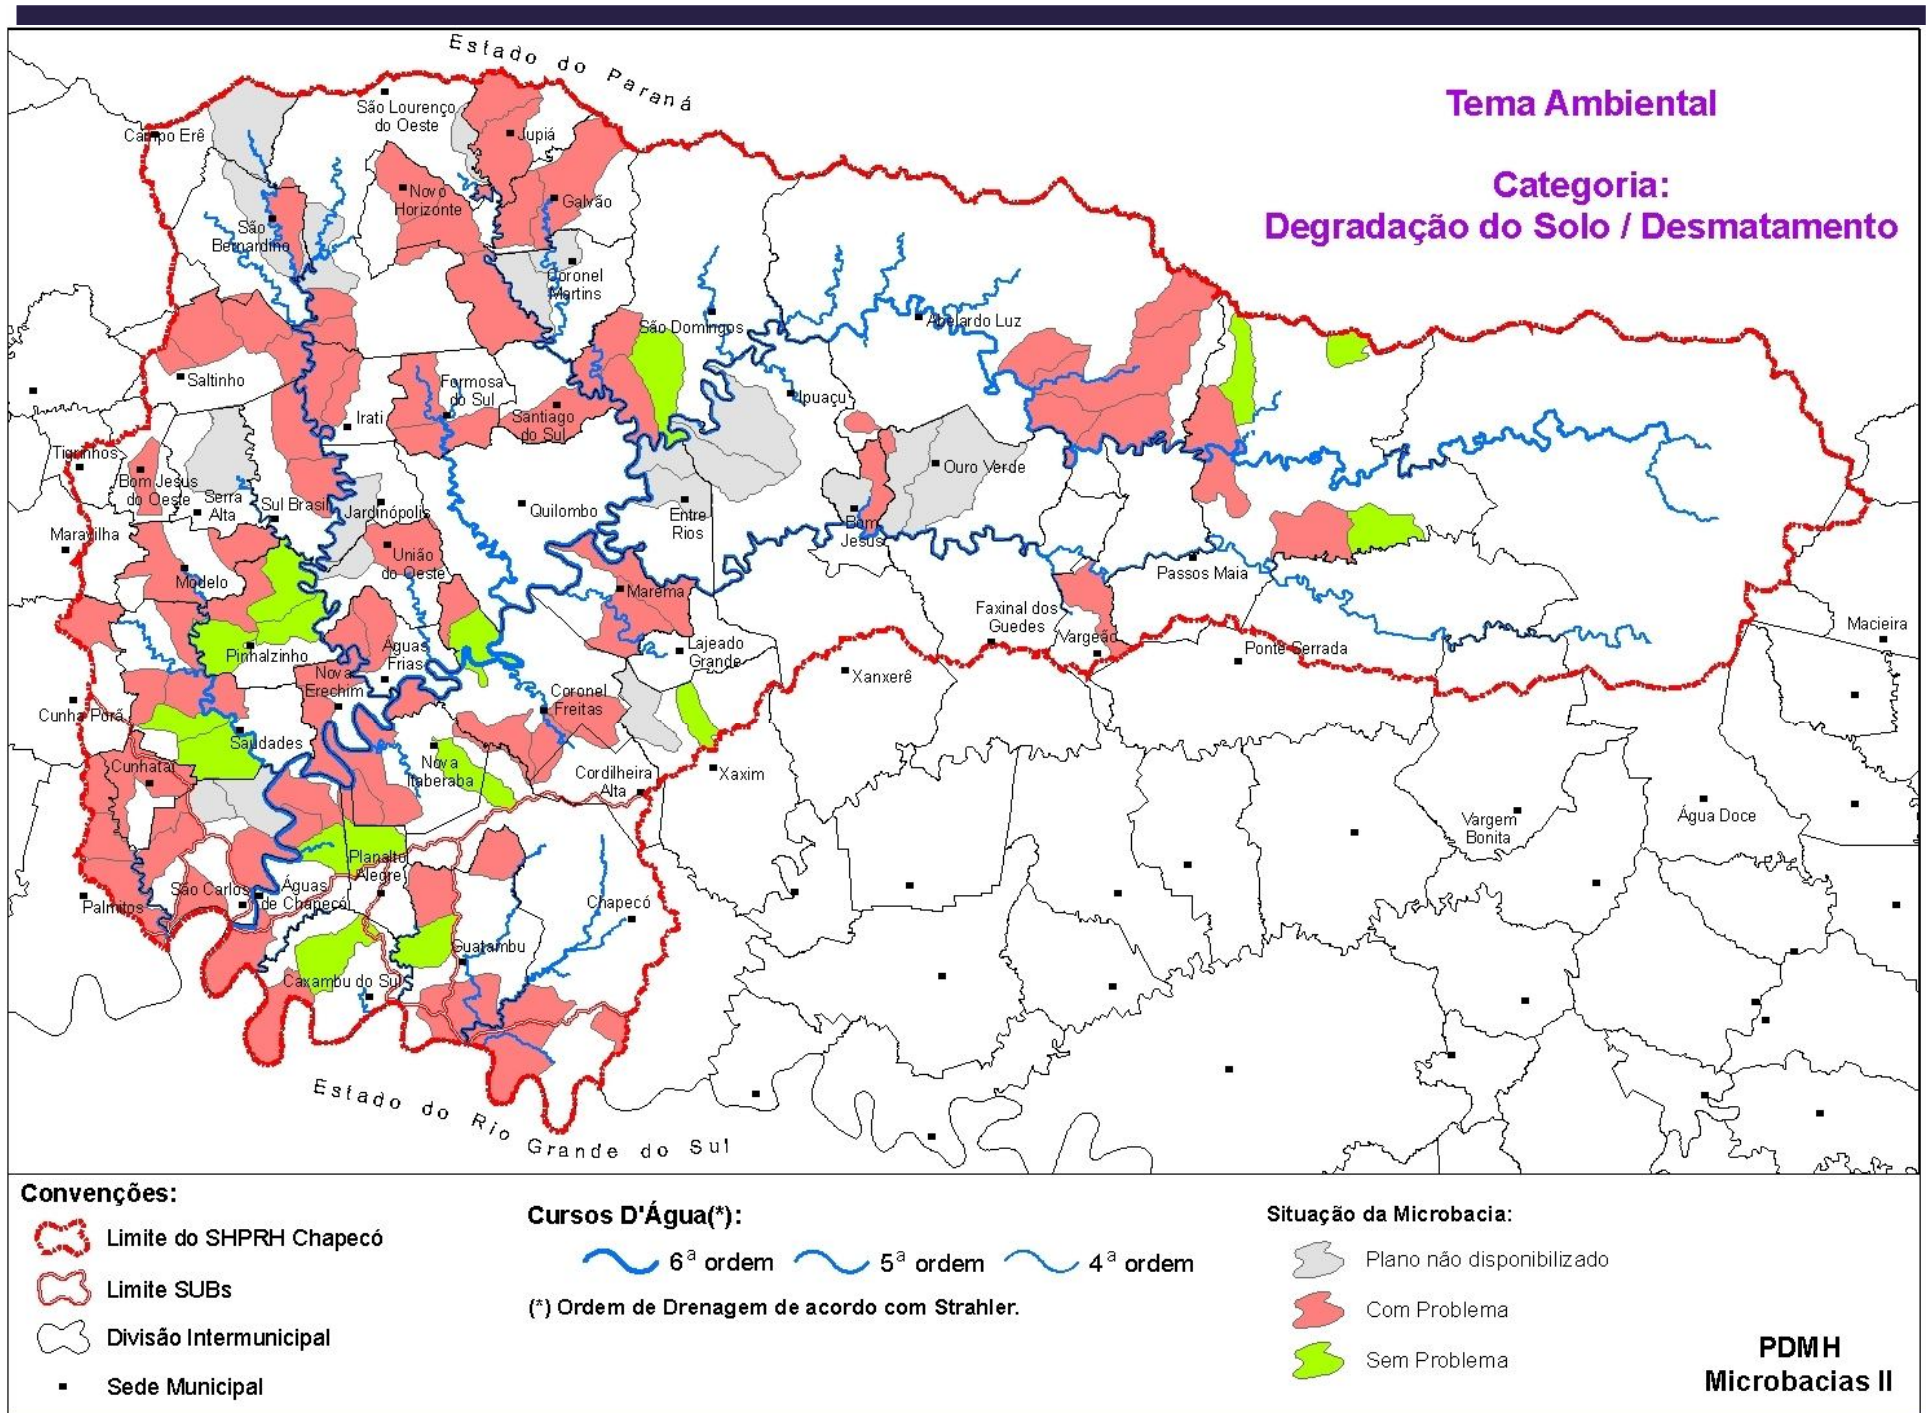 Estado do Paraná
Tema Ambiental
Categoria:
Degradação do Solo / Desmatamento
São Lourenço
do Oeste
Campo Erê
Jupiá
Novo
Horizonte
Galvão
São
Bernardino
Coronel
Martins
São Domingos
Abelardo Luz
Saltinho
Formosa
do Sul
Irati
Santiago
do Sul
Ipuaçu
Tigrinhos
Bom Jesus
do Oeste
Serra
Alta
Sul Brasil
Jardinópolis
Quilombo
Entre
Rios
Ouro Verde
Bom
Jesus
Maravilha
Modelo
União
do Oeste
Marema
Passos Maia
Faxinal dos
Guedes
Vargeão
Ponte Serrada
Macieira
Pinhalzinho
Águas
Frias
Lajeado
Grande
Xanxerê
Nova
Erechim
Coronel
Freitas
Cunha Porã
Saudades
Cunhataí
Nova
Itaberaba
Cordilheira
Alta
Xaxim
Vargem
Bonita
Água Doce
Planalto
Alegre
São Carlos
Águas
de Chapecó
Palmitos
Chapecó
Guatambu
Caxambu do Sul
Estado do Rio Grande do Sul
Convenções:
Limite do SHPRH Chapecó
Limite SUBs
Divisão Intermunicipal
Sede Municipal
Cursos D'Água(*):
6ª ordem 5ª ordem 4ª ordem
(*) Ordem de Drenagem de acordo com Strahler.
Situação da Microbacia:
Plano não disponibilizado
Com Problema
Sem Problema
PDMH
Microbacias II